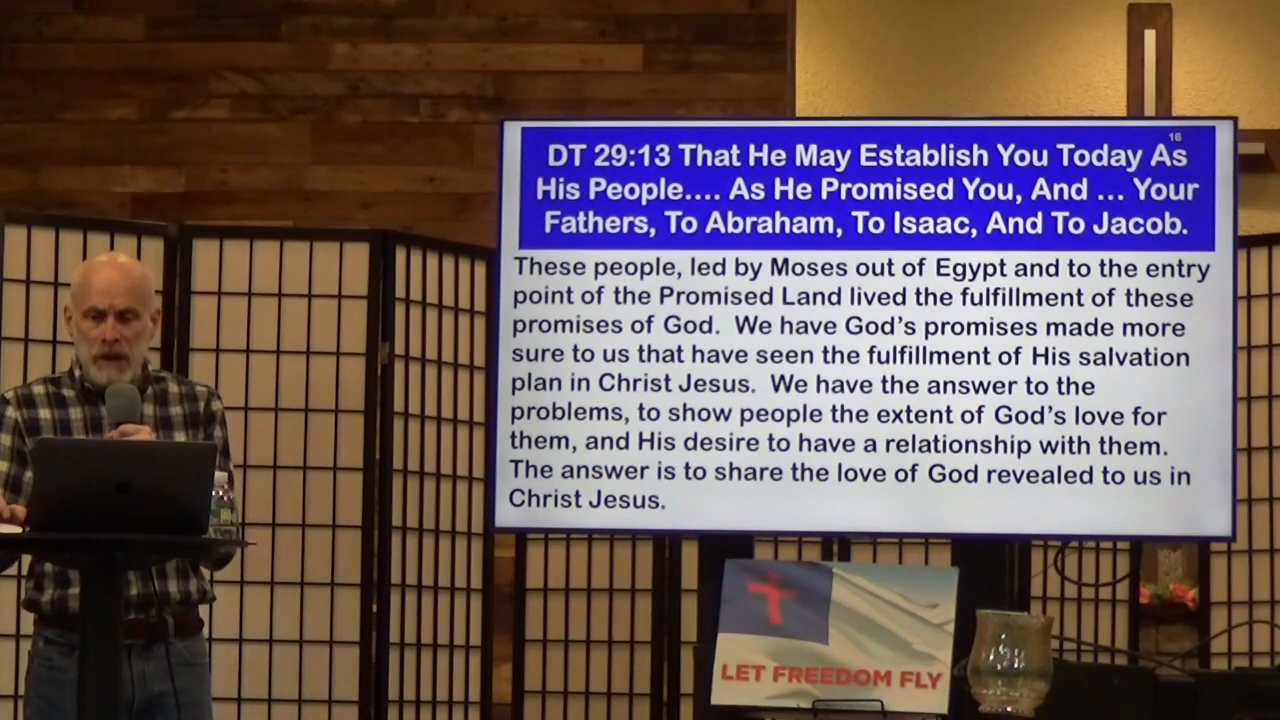 16
DT 29:13 That He May Establish You Today As
His People.... As He Promised You, And ... Your
Fathers, To Abraham, To Isaac, And To Jacob.
These people, led by Moses out of Egypt and to the entry
point of the Promised Land lived the fulfillment of these
promises of God.  We have God's promises made more
sure to us that have seen the fulfillment of His salvation
plan in Christ Jesus.  We have the answer to the
problems, to show people the extent of God's love for
them, and His desire to have a relationship with them.
The answer is to share the love of God revealed to us in
Christ Jesus.
LET FREEDOM FLY